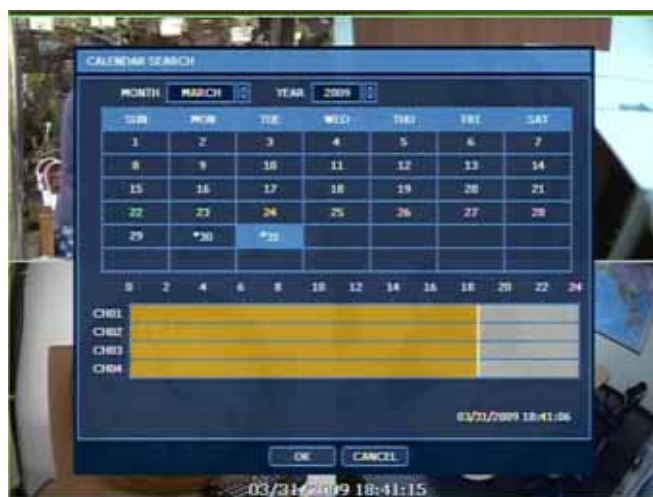 CALENDAR SEARCH
MONTH MARCH YEAR 2009
SUN MON TUE WED THU FRI SAT
1 2 3 4 5 6 7
8 9 10 11 12 13 14
15 16 17 18 19 20 21
22 23 24 25 26 27 28
29 *30 *31
0 2 4 6 8 10 12 14 16 18 20 22 24
CH01
CH02
CH03
CH04
03/31/2009 18:41:06
OK CANCEL
03/31/2009 18:41:15